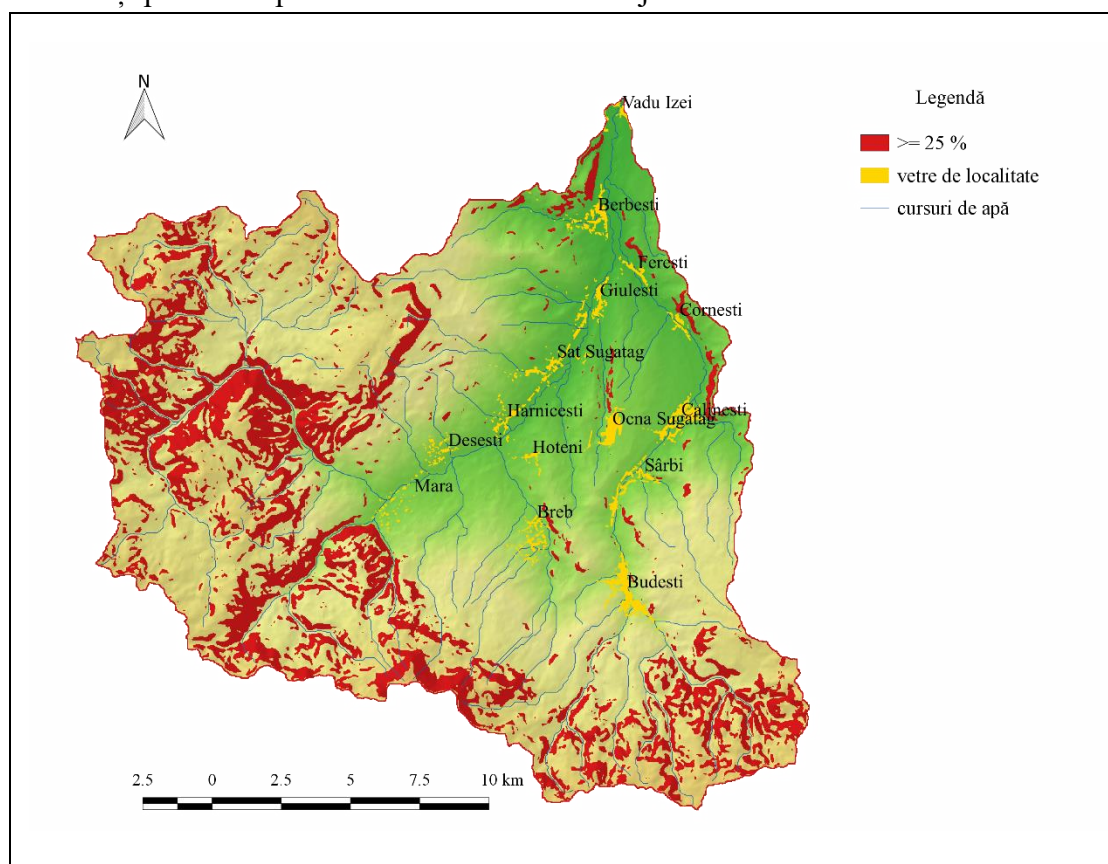 N
Legendă
>= 25 %
vetre de localitate
cursuri de apă
Vadu Izei
Berbesti
Feresti
Giulesti
Cornesti
Sat Sugatag
Harnicesti
Calinesti
Ocna Sugatag
Desesti
Hoteni
Sârbi
Mara
Breb
Budesti
2.5 0 2.5 5 7.5 10 km